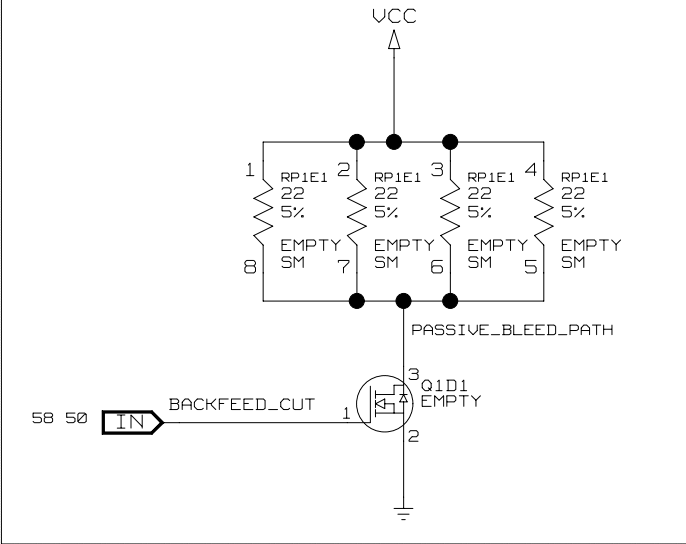 VCC
1 RP1E1 22 5% EMPTY SM 8
2 RP1E1 22 5% EMPTY SM 7
3 RP1E1 22 5% EMPTY SM 6
4 RP1E1 22 5% EMPTY SM 5
PASSIVE_BLEED_PATH
3
Q1D1
EMPTY
58 50 IN BACKFEED_CUT 1
2